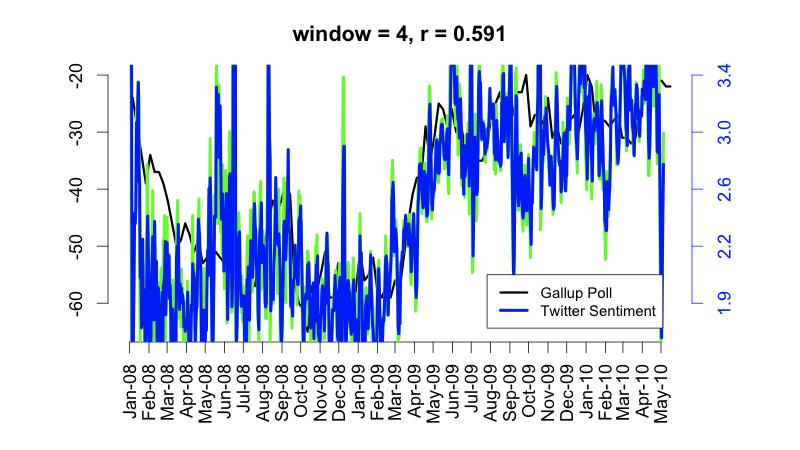 window = 4, r = 0.591
-20
-30
-40
-50
-60
3.4
3.0
2.6
2.2
1.9
Gallup Poll
Twitter Sentiment
Jan-08
Feb-08
Mar-08
Apr-08
May-08
Jun-08
Jul-08
Aug-08
Sep-08
Oct-08
Nov-08
Dec-08
Jan-09
Feb-09
Mar-09
Apr-09
May-09
Jun-09
Jul-09
Aug-09
Sep-09
Oct-09
Nov-09
Dec-09
Jan-10
Feb-10
Mar-10
Apr-10
May-10